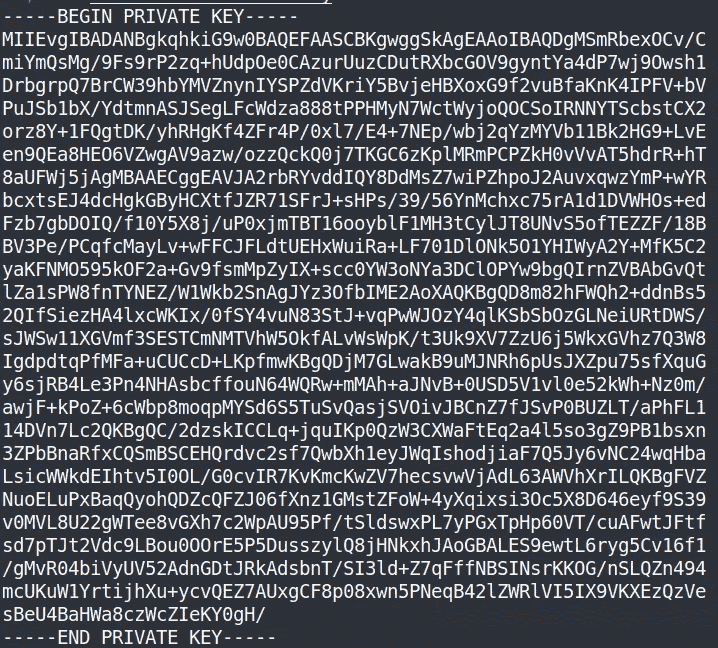 -----BEGIN PRIVATE KEY-----
MIIEvgIBADANBgkqhkiG9w0BAQEFAASCBKgwggSkAgEAAoIBAQDgMSmRbexOCv/C
miYmQsMg/9Fs9rP2zq+hUdpOe0CAzurUuzCDutRXbcGOV9gyntYa4dP7wj9Owsh1
DrbgrpQ7BrCW39hbYMVZnynIYSPZdVKriY5BvjeHBXoxG9f2vuBfaKnK4IPFV+bV
PuJSb1bX/YdtmnASJSegLFcWdza888tPPHMyN7WctWyjoQOCSoIRNNYTScbstCX2
orz8Y+1FQgtDK/yhRHgKf4ZFr4P/0xl7/E4+7NEp/wbj2qYzMYVb11Bk2HG9+LvE
en9QEa8HEO6VZwgAV9azw/ozzQckQ0j7TKGC6zKplMRmPCPZkH0vVvAT5hdrR+hT
8aUFWj5jAgMBAAECggEAVJA2rbRYvddIQY8DdMsZ7wiPZhpoJ2AuvxqwzYmP+wYR
bcxtsEJ4dcHgkGByHCXtfJZR71SFrJ+sHPs/39/56YnMchxc75rA1d1DVWHOs+ed
Fzb7gbDOIQ/f10Y5X8j/uP0xjmTBT16ooyblF1MH3tCylJT8UNvS5ofTEZZF/18B
BV3Pe/PCqfcMayLv+wFFCJFLdtUEHxWuiRa+LF701DlONk5O1YHIWyA2Y+MfK5C2
yaKFNMO595kOF2a+Gv9fsmMpZyIX+scc0YW3oNYa3DClOPYw9bgQIrnZVBAbGvQt
lZa1sPW8fnTYNEZ/W1Wkb2SnAgJYz3OfbIME2AoXAQKBgQD8m82hFWQh2+ddnBs5
2QIfSiezHA4lxcWKIx/0fSY4vuN83StJ+vqPwWJOzY4qlKSbSbOzGLNeiURtDWS/
sJWSw11XGVmf3SESTCmNMTVhW5OkfALvWsWpK/t3Uk9XV7ZzU6j5WkxGVhz7Q3W8
IgdpdtqPfMFa+uCUCcD+LKpfmwKBgQDjM7GLwakB9uMJNRh6pUsJXZpu75sfXquG
y6sjRB4Le3Pn4NHAsbcffouN64WQRw+mMAh+aJNvB+0USD5V1vl0e52kWh+Nz0m/
awjF+kPoZ+6cWbp8moqpMYSd6S5TuSvQasjSVOivJBCnZ7fJSvP0BUZLT/aPhFL1
14DVn7Lc2QKBgQC/2dzskICCLq+jquIKp0QzW3CXWaFtEq2a4l5so3gZ9PB1bsxn
3ZPbBnaRfxCQSmBSCEHQrdvc2sf7QwbXh1eyJWqIshodjiaF7Q5Jy6vNC24wqHba
LsicWWkdEIhtv5I0OL/G0cvIR7KvKmcKwZV7hecsvwVjAdL63AWVhXrILQKBgFVZ
NuoELuPxBaqQyohQDZcQFZJ06fXnz1GMstZFoW+4yXqixsi3Oc5X8D646eyf9S39
v0MVL8U22gWTee8vGXh7c2WpAU95Pf/tSldswxPL7yPGxTpHp60VT/cuAFwtJFtf
sd7pTJt2Vdc9LBou0OOrE5P5DusszylQ8jHNkxhJAoGBALES9ewtL6ryg5Cv16f1
/gMvR04biVyUV52AdnGDtJRkAdsbnT/SI3ld+Z7qFffNBSINsrKKOG/nSLQZn494
mcUKuW1YrtijhXu+ycvQEZ7AUxgCF8p08xwn5PNeqB42lZWRlVI5IX9VKXEzQzVe
sBeU4BaHWa8czWcZIeKY0gH/
-----END PRIVATE KEY-----